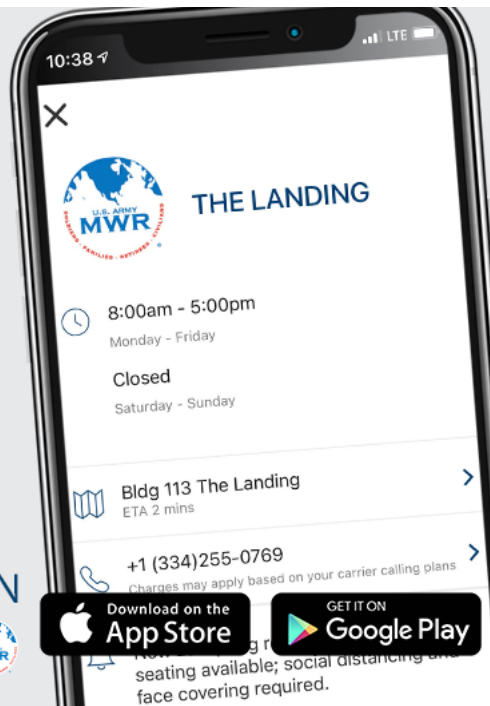 10:38
LTE
THE LANDING
U.S. ARMY
MWR
SOLDIERS · FAMILIES · RETIREES · CIVILIANS
8:00am - 5:00pm
Monday - Friday
Closed
Saturday - Sunday
Bldg 113 The Landing
ETA 2 mins
+1 (334)255-0769
Charges may apply based on your carrier calling plans
N
R
Download on the
App Store
GET IT ON
Google Play
seating available; social distancing and
face covering required.